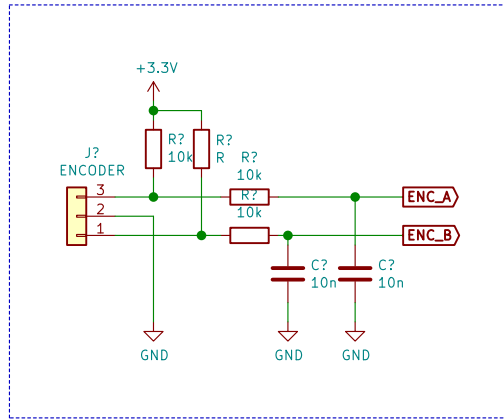 +3.3V
R?
10k
R?
R
J?
ENCODER
R?
10k
3
ENC_A
R?
10k
2
1
ENC_B
C?
10n
C?
10n
GND
GND
GND